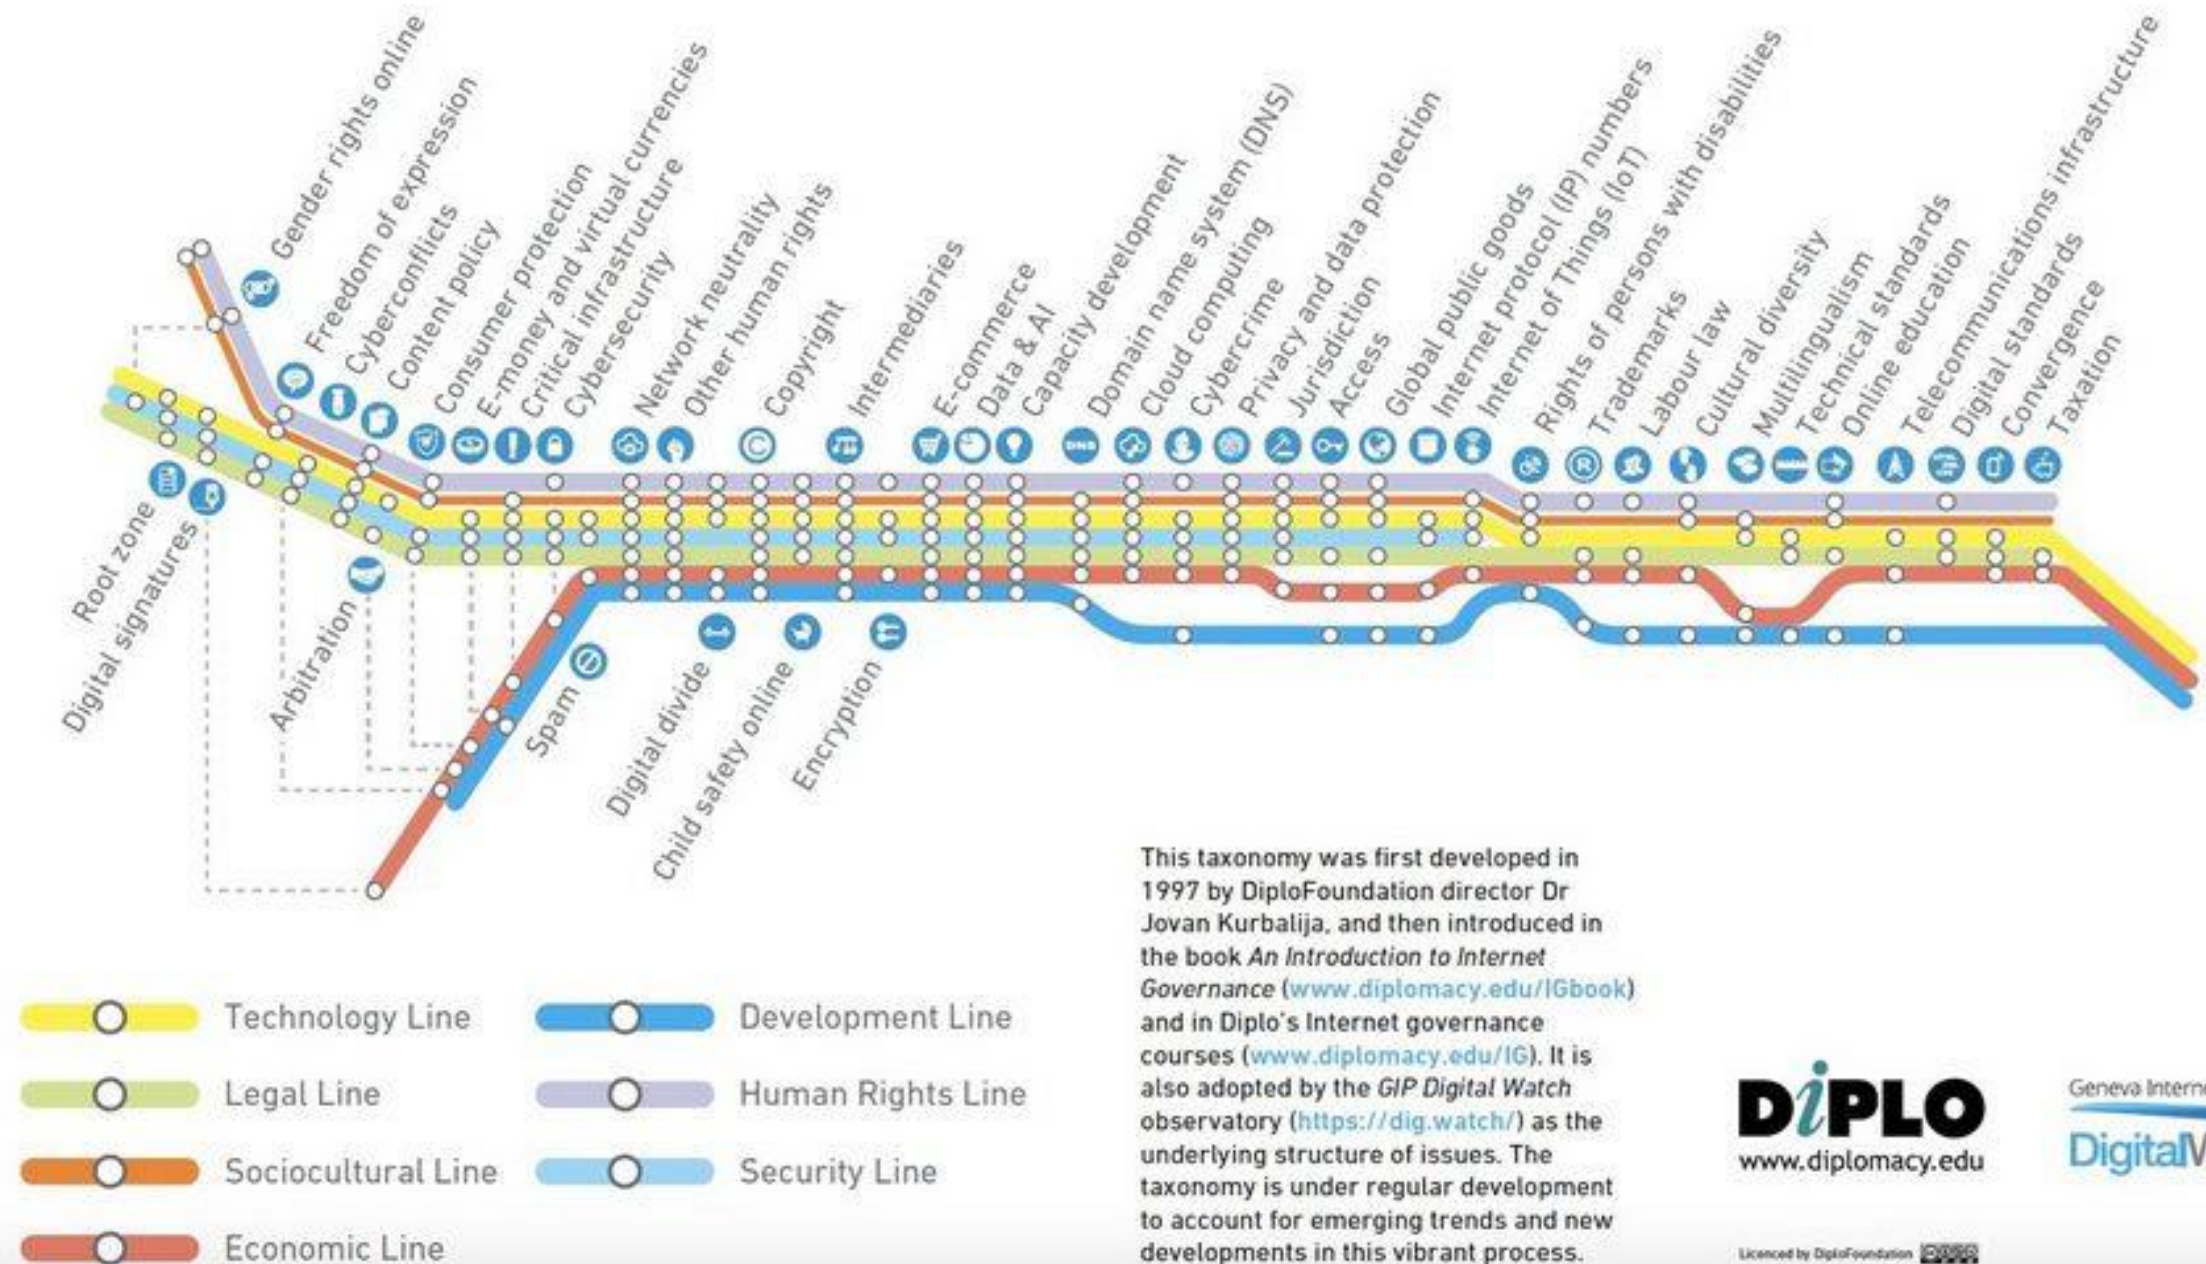 Gender rights online
Freedom of expression
Cyberconflicts
Content policy
Consumer protection
E-money and virtual currencies
Critical infrastructure
Cybersecurity
Network neutrality
Other human rights
Copyright
Intermediaries
E-commerce
Data & AI
Capacity development
Domain name system (DNS)
Cloud computing
Cybercrime
Privacy and data protection
Jurisdiction
Access
Global public goods
Internet protocol (IP) numbers
Internet of Things (IoT)
Rights of persons with disabilities
Trademarks
Labour law
Cultural diversity
Multilingualism
Technical standards
Online education
Telecommunications infrastructure
Digital standards
Convergence
Taxation
DNS
Root zone
Digital signatures
Arbitration
Spam
Digital divide
Child safety online
Encryption
Technology Line
Legal Line
Sociocultural Line
Economic Line
Development Line
Human Rights Line
Security Line
This taxonomy was first developed in
1997 by DiploFoundation director Dr
Jovan Kurbalija, and then introduced in
the book An Introduction to Internet
Governance (www.diplomacy.edu/IGbook)
and in Diplo's Internet governance
courses (www.diplomacy.edu/IG). It is
also adopted by the GIP Digital Watch
observatory (https://dig.watch/) as the
underlying structure of issues. The
taxonomy is under regular development
to account for emerging trends and new
developments in this vibrant process.
DiPLO
www.diplomacy.edu
Licenced by DiploFoundation
Geneva Interne
DigitalW